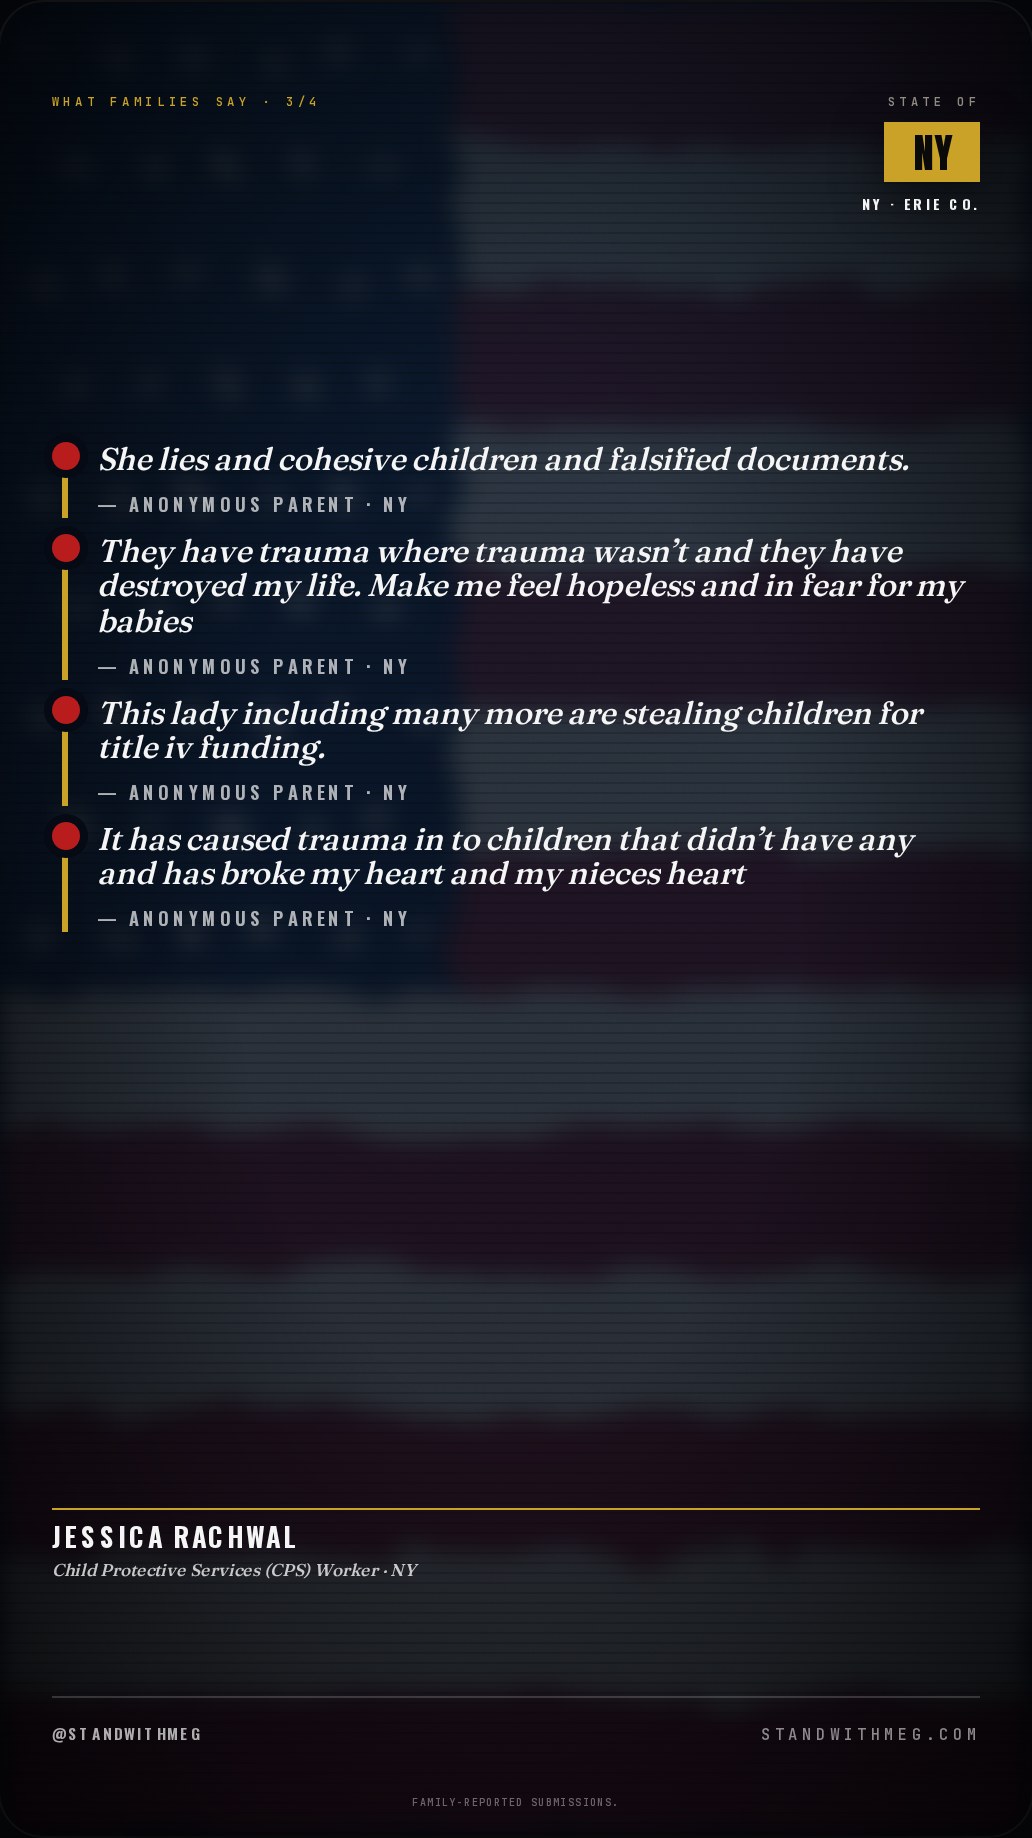 WHAT FAMILIES SAY · 3/4
STATE OF
NY
NY · ERIE CO.
She lies and cohesive children and falsified documents.
— ANONYMOUS PARENT · NY
They have trauma where trauma wasn’t and they have
destroyed my life. Make me feel hopeless and in fear for my
babies
— ANONYMOUS PARENT · NY
This lady including many more are stealing children for
title iv funding.
— ANONYMOUS PARENT · NY
It has caused trauma in to children that didn’t have any
and has broke my heart and my nieces heart
— ANONYMOUS PARENT · NY
JESSICA RACHWAL
Child Protective Services (CPS) Worker · NY
@STANDWITHMEG
STANDWITHMEG.COM
FAMILY-REPORTED SUBMISSIONS.